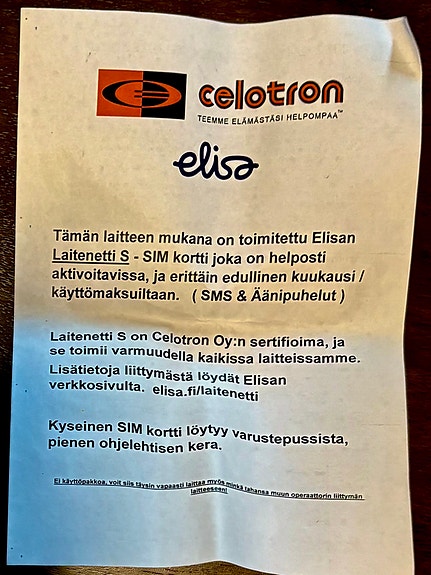 celotron
TEEMME ELÄMÄSTÄSI HELPOMPAA™
elisa
Tämän laitteen mukana on toimitettu Elisan
Laitenetti S - SIM kortti joka on helposti
aktivoitavissa, ja erittäin edullinen kuukausi /
käyttömaksuiltaan. ( SMS & Äänipuhelut )
Laitenetti S on Celotron Oy:n sertifioima, ja
se toimii varmuudella kaikissa laitteissamme.
Lisätietoja liittymästä löydät Elisan
verkkosivulta. elisa.fi/laitenetti
Kyseinen SIM kortti löytyy varustepussista,
pienen ohjelehtisen kera.
Ei käyttöpakkoa, voit siis täysin vapaasti laittaa myös minkä tahansa muun operaattorin liittymän
laitteeseen!